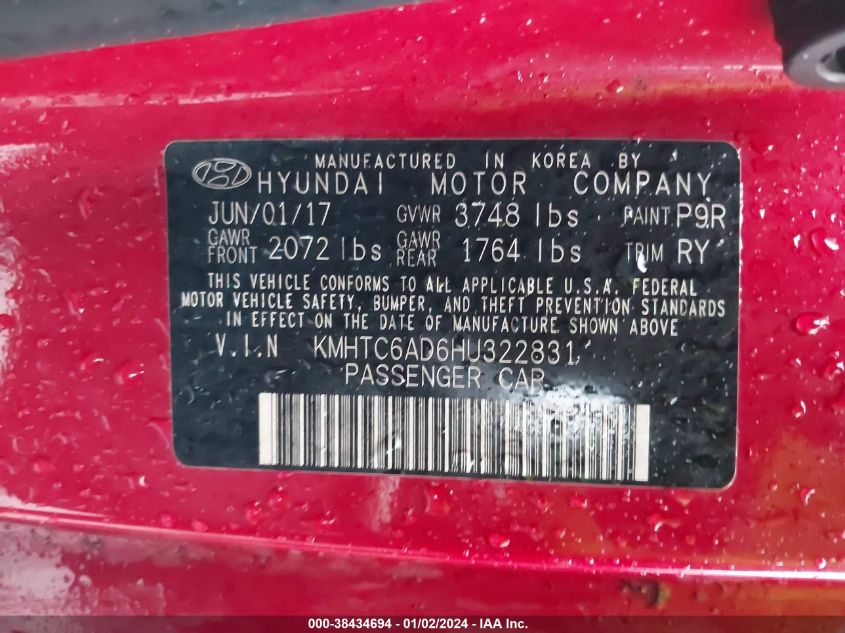 MANUFACTURED IN KOREA BY
HYUNDAI MOTOR COMPANY
JUN/01/17 GVWR 3748 lbs PAINT P9R
GAWR FRONT 2072 lbs GAWR REAR 1764 lbs TRIM RY
THIS VEHICLE CONFORMS TO ALL APPLICABLE U.S.A. FEDERAL
MOTOR VEHICLE SAFETY, BUMPER, AND THEFT PREVENTION STANDARDS
IN EFFECT ON THE DATE OF MANUFACTURE SHOWN ABOVE
V.I.N KMHTC6AD6HU322831
PASSENGER CAR
000-38434694 - 01/02/2024 - IAA Inc.